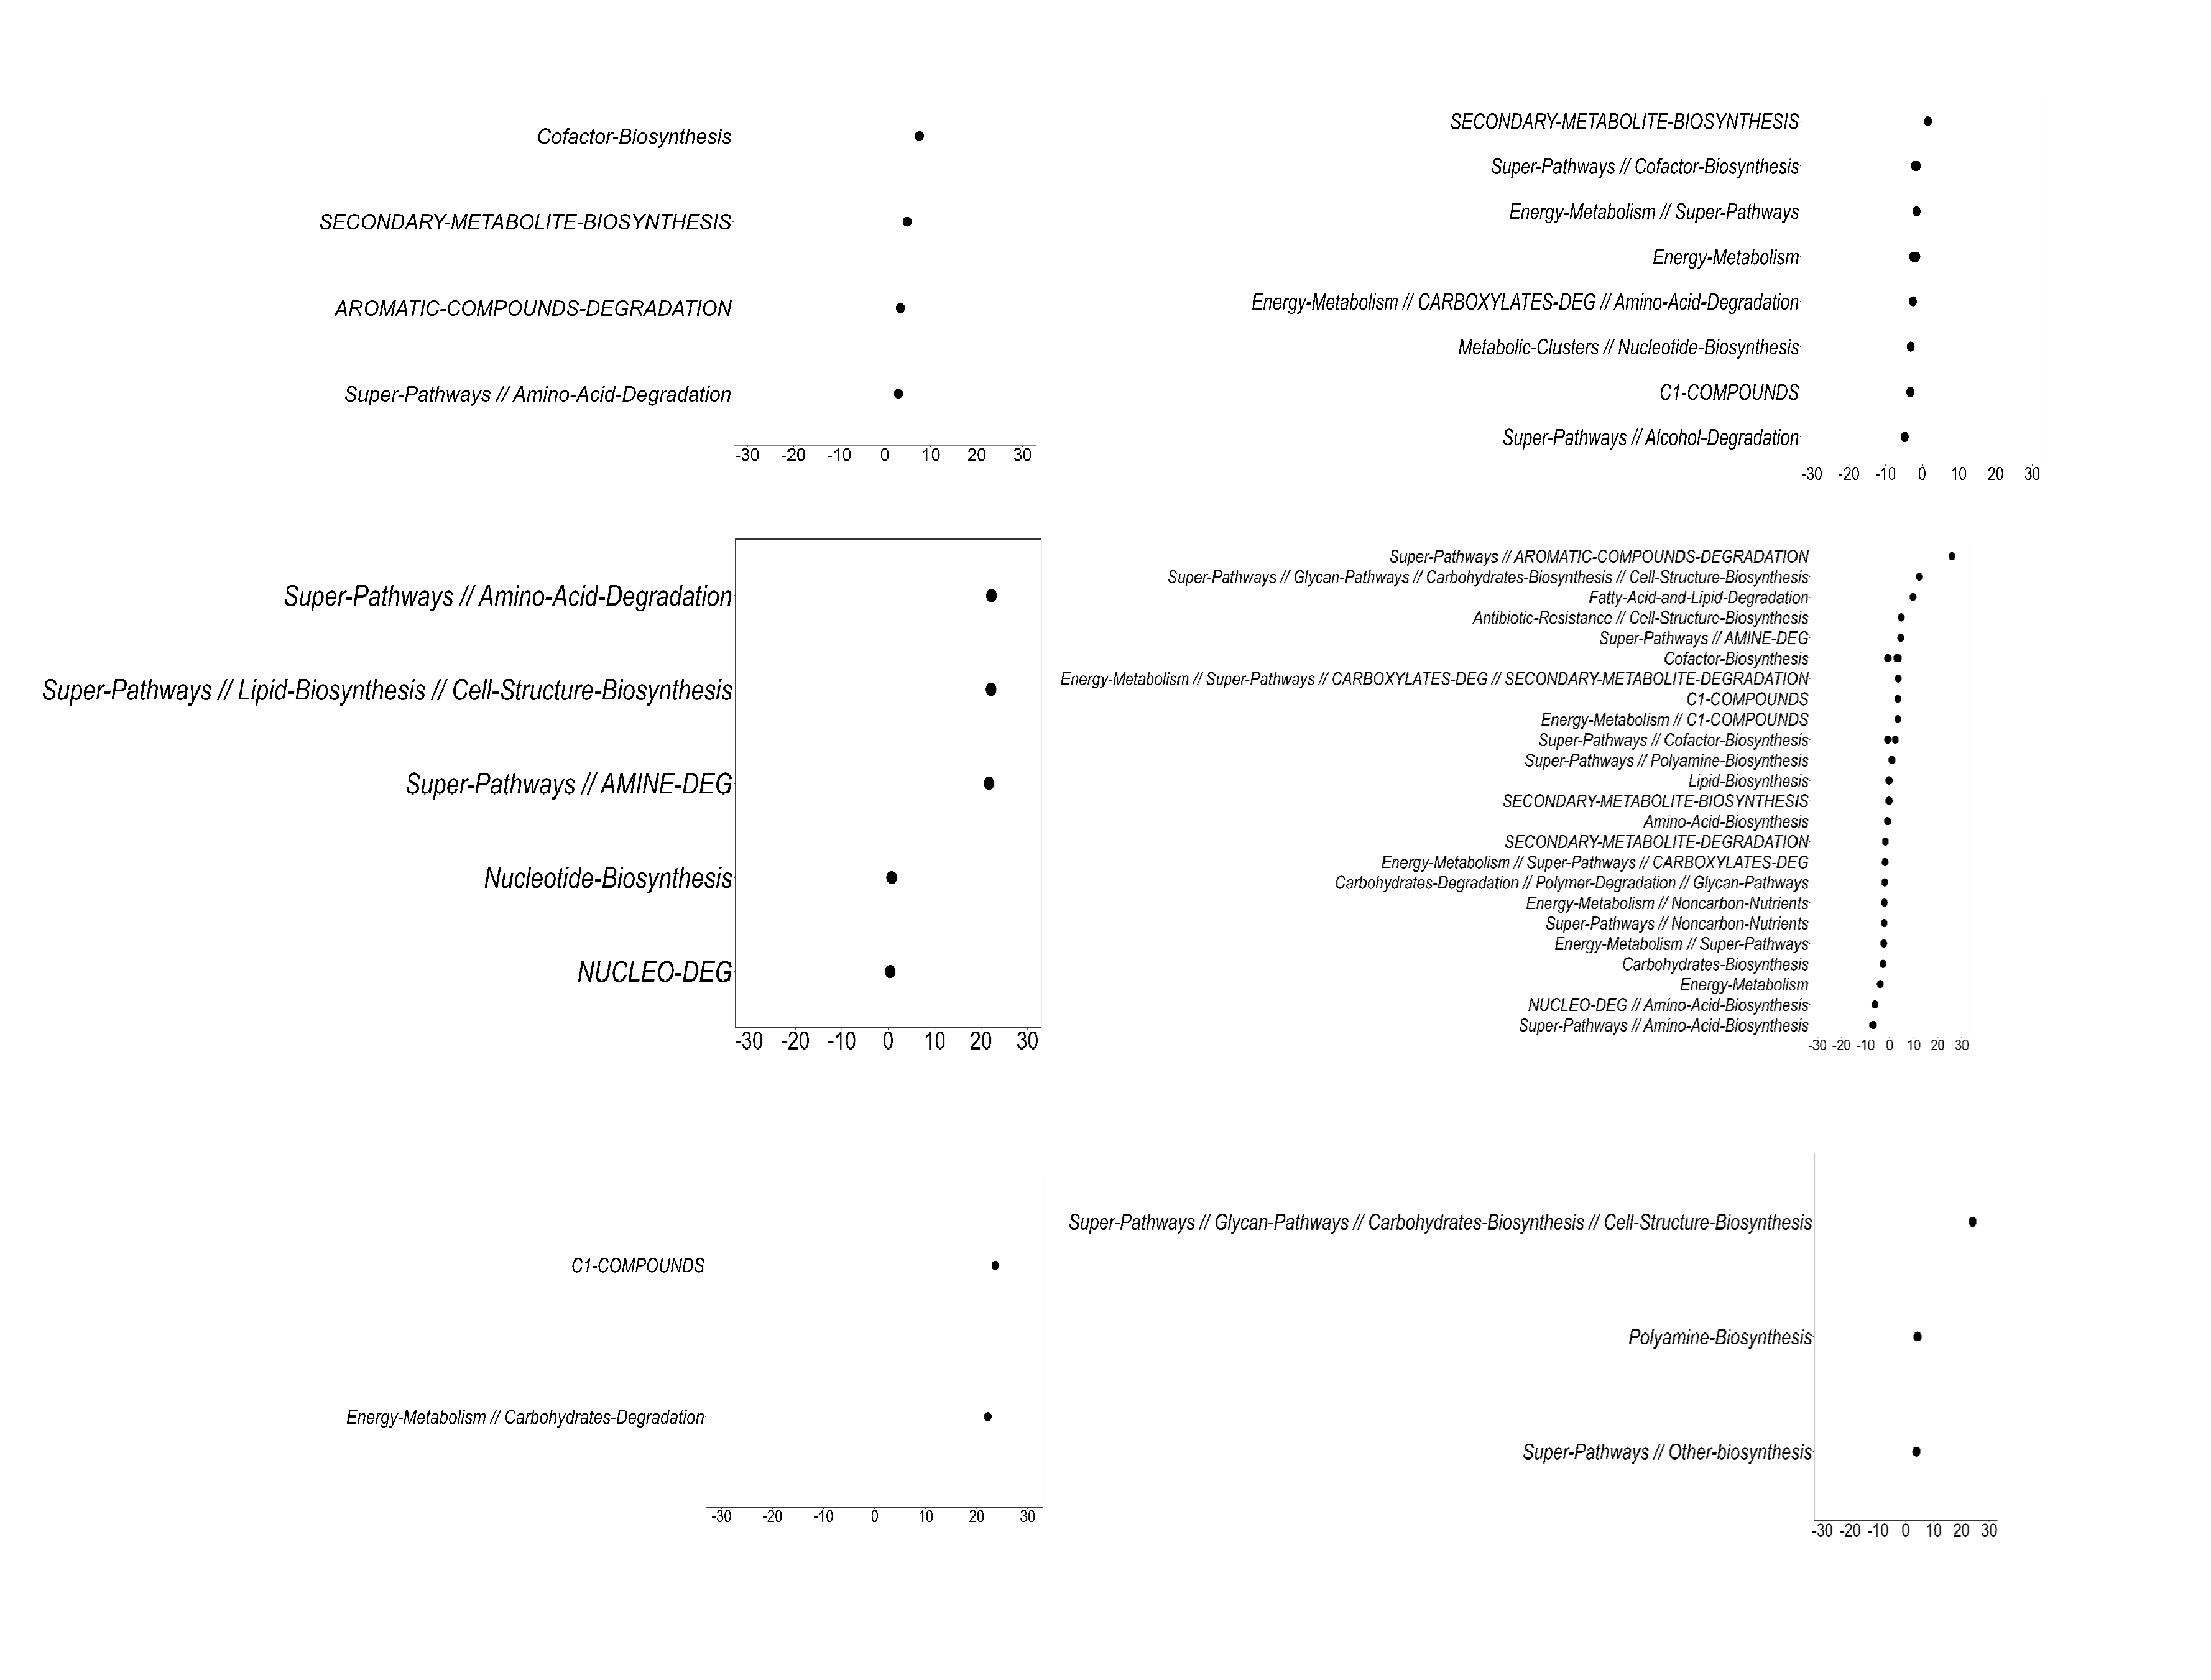 Cofactor-Biosynthesis
SECONDARY-METABOLITE-BIOSYNTHESIS
AROMATIC-COMPOUNDS-DEGRADATION
Super-Pathways // Amino-Acid-Degradation
-30 -20 -10 0 10 20 30
SECONDARY-METABOLITE-BIOSYNTHESIS
Super-Pathways // Cofactor-Biosynthesis
Energy-Metabolism // Super-Pathways
Energy-Metabolism
Energy-Metabolism // CARBOXYLATES-DEG // Amino-Acid-Degradation
Metabolic-Clusters // Nucleotide-Biosynthesis
C1-COMPOUNDS
Super-Pathways // Alcohol-Degradation
-30 -20 -10 0 10 20 30
Super-Pathways // Amino-Acid-Degradation
Super-Pathways // Lipid-Biosynthesis // Cell-Structure-Biosynthesis
Super-Pathways // AMINE-DEG
Nucleotide-Biosynthesis
NUCLEO-DEG
-30 -20 -10 0 10 20 30
Super-Pathways // AROMATIC-COMPOUNDS-DEGRADATION
Super-Pathways // Glycan-Pathways // Carbohydrates-Biosynthesis // Cell-Structure-Biosynthesis
Fatty-Acid-and-Lipid-Degradation
Antibiotic-Resistance // Cell-Structure-Biosynthesis
Super-Pathways // AMINE-DEG
Cofactor-Biosynthesis
Energy-Metabolism // Super-Pathways // CARBOXYLATES-DEG // SECONDARY-METABOLITE-DEGRADATION
C1-COMPOUNDS
Energy-Metabolism // C1-COMPOUNDS
Super-Pathways // Cofactor-Biosynthesis
Super-Pathways // Polyamine-Biosynthesis
Lipid-Biosynthesis
SECONDARY-METABOLITE-BIOSYNTHESIS
Amino-Acid-Biosynthesis
SECONDARY-METABOLITE-DEGRADATION
Energy-Metabolism // Super-Pathways // CARBOXYLATES-DEG
Carbohydrates-Degradation // Polymer-Degradation // Glycan-Pathways
Energy-Metabolism // Noncarbon-Nutrients
Super-Pathways // Noncarbon-Nutrients
Energy-Metabolism // Super-Pathways
Carbohydrates-Biosynthesis
Energy-Metabolism
NUCLEO-DEG // Amino-Acid-Biosynthesis
Super-Pathways // Amino-Acid-Biosynthesis
-30 -20 -10 0 10 20 30
C1-COMPOUNDS
Energy-Metabolism // Carbohydrates-Degradation
-30 -20 -10 0 10 20 30
Super-Pathways // Glycan-Pathways // Carbohydrates-Biosynthesis // Cell-Structure-Biosynthesis
Polyamine-Biosynthesis
Super-Pathways // Other-biosynthesis
-30 -20 -10 0 10 20 30